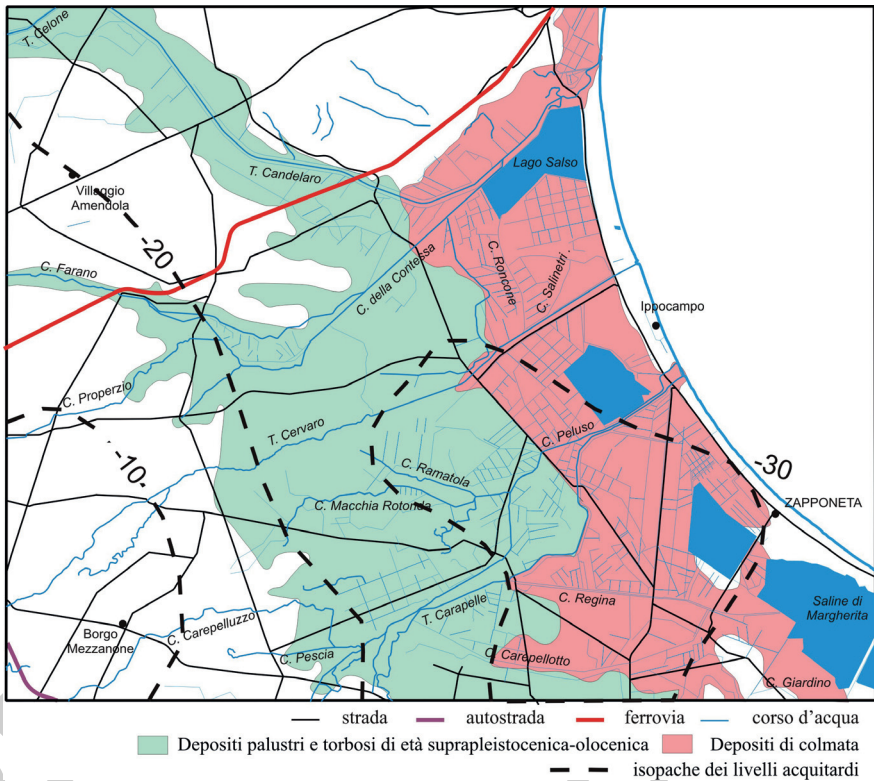 T. Celone
Lago Salso
T. Candelaro
Villaggio
Amendola
-20
C. Farano
C. della Contessa
C. Roncone
C. Salinetri .
Ippocampo
C. Properzio
T. Cervaro
C. Peluso
-10
C. Ramatola
-30
C. Macchia Rotonda
ZAPPONETA
C. Regina
Saline di
Margherita
T. Carapelle
Borgo
Mezzanone
C. Carepelluzzo
C. Pescia
C. Carepellotto
C. Giardino
strada
autostrada
ferrovia
corso d'acqua
Depositi palustri e torbosi di età suprapleistocenica-olocenica
Depositi di colmata
isopache dei livelli acquitardi